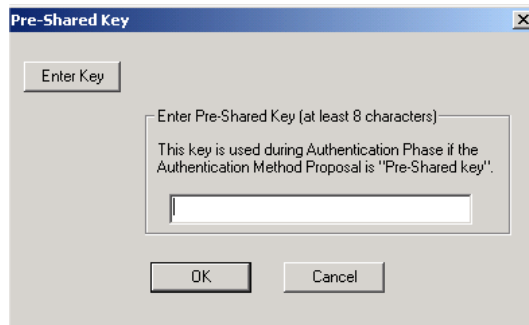 Pre-Shared Key
Enter Key
Enter Pre-Shared Key (at least 8 characters)
This key is used during Authentication Phase if the
Authentication Method Proposal is "Pre-Shared key".
OK
Cancel